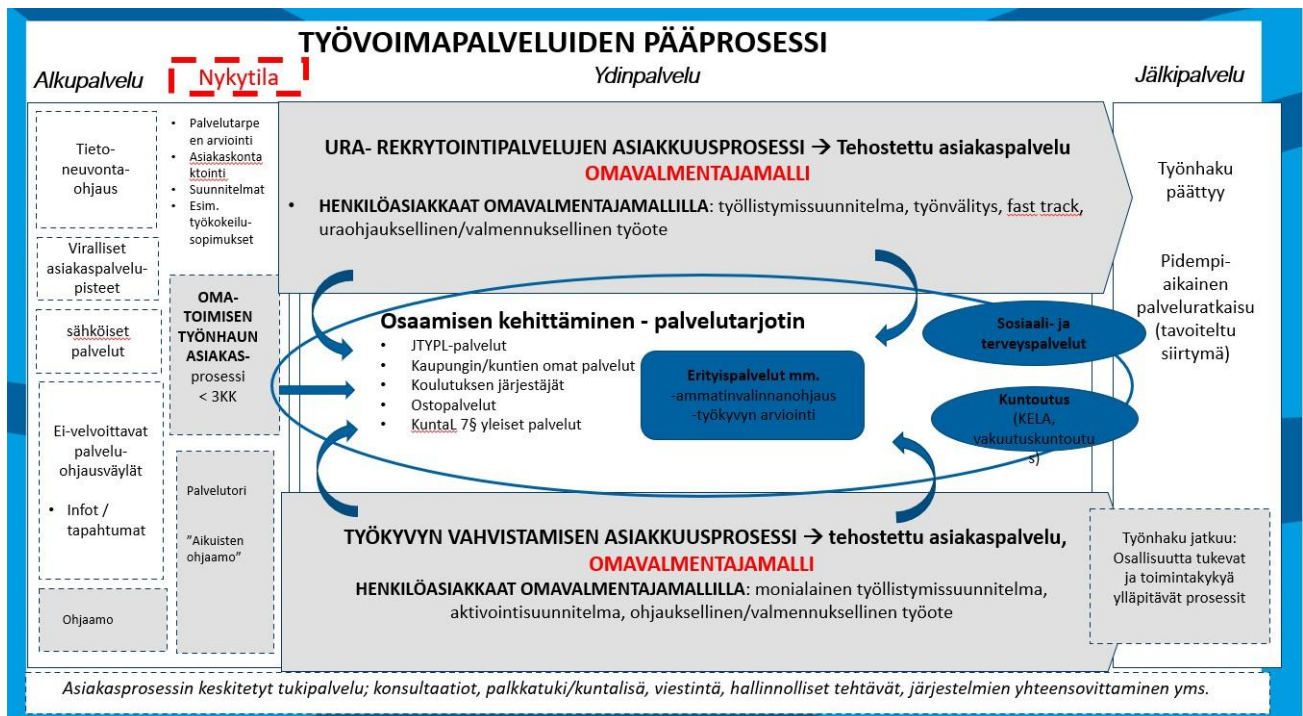 TYÖVOIMAPALVELUIDEN PÄÄPROSESSI
Alkupalvelu
Nykytila
Ydinpalvelu
Jälkipalvelu
Tieto-
neuvonta-
ohjaus
Viralliset
asiakaspalvelu-
pisteet
sähköiset
palvelut
Ei-velvoittavat
palvelu-
ohjausväylät
• Infot /
tapahtumat
Ohjaamo
• Palvelutarpe
en arviointi
• Asiakaskonta
ktointi
• Suunnitelmat
• Esim.
työkokeilu-
sopimukset
OMA-
TOIMISEN
TYÖNHAUN
ASIAKAS-
prosessi
< 3KK
Palvelutori
"Aikuisten
ohjaamo"
URA- REKRYTOINTIPALVELUJEN ASIAKKUUSPROSESSI → Tehostettu asiakaspalvelu
OMAVALMENTAJAMALLI
• HENKILÖASIAKKAAT OMAVALMENTAJAMALLILLA: työllistymissuunnitelma, työnvälitys, fast track,
uraohjauksellinen/valmennuksellinen työote
Osaamisen kehittäminen - palvelutarjotin
• JTYPL-palvelut
• Kaupungin/kuntien omat palvelut
• Koulutuksen järjestäjät
• Ostopalvelut
• KuntaL 7§ yleiset palvelut
Erityispalvelut mm.
-ammatinvalinnanohjaus
-työkyvyn arviointi
Sosiaali- ja
terveyspalvelut
Kuntoutus
(KELA,
vakuutuskuntoutu
s)
TYÖKYVYN VAHVISTAMISEN ASIAKKUUSPROSESSI → tehostettu asiakaspalvelu,
OMAVALMENTAJAMALLI
HENKILÖASIAKKAAT OMAVALMENTAJAMALLILLA: monialainen työllistymissuunnitelma,
aktivointisuunnitelma, ohjauksellinen/valmennuksellinen työote
Työnhaku
päättyy
Pidempi-
aikainen
palveluratkaisu
(tavoiteltu
siirtymä)
Työnhaku jatkuu:
Osallisuutta tukevat
ja toimintakykyä
ylläpitävät prosessit
Asiakasprosessin keskitetyt tukipalvelu; konsultaatiot, palkkatuki/kuntalisä, viestintä, hallinnolliset tehtävät, järjestelmien yhteensovittaminen yms.